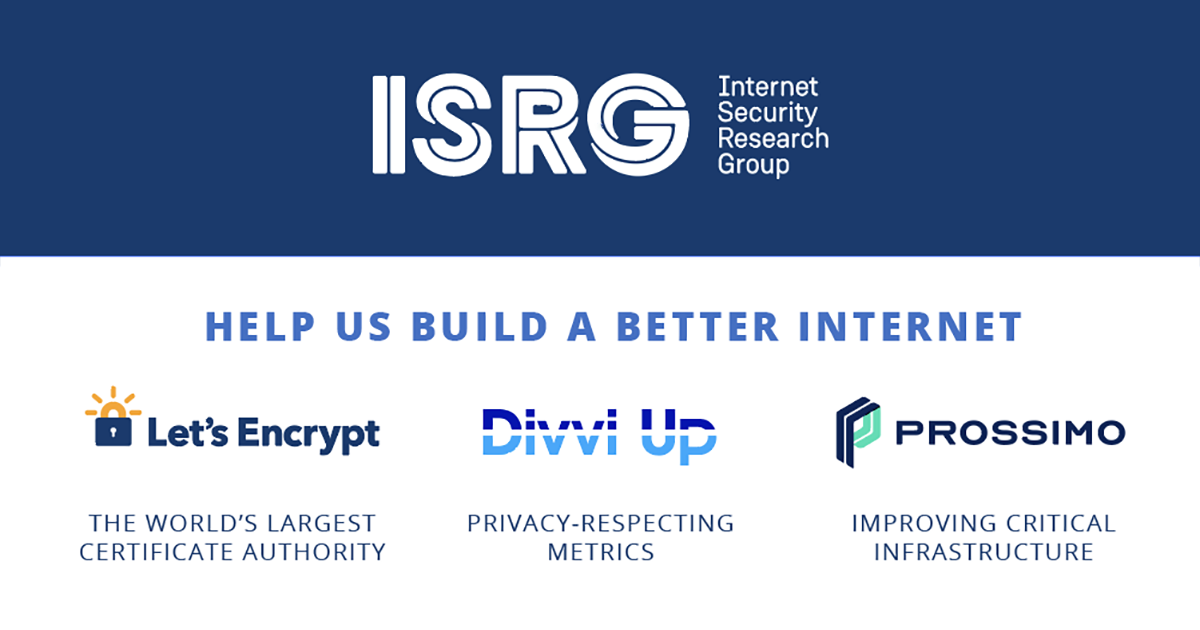 ISRG
Internet
Security
Research
Group
HELP US BUILD A BETTER INTERNET
Let's Encrypt
THE WORLD'S LARGEST
CERTIFICATE AUTHORITY
Divvi Up
PRIVACY-RESPECTING
METRICS
PROSSIMO
IMPROVING CRITICAL
INFRASTRUCTURE